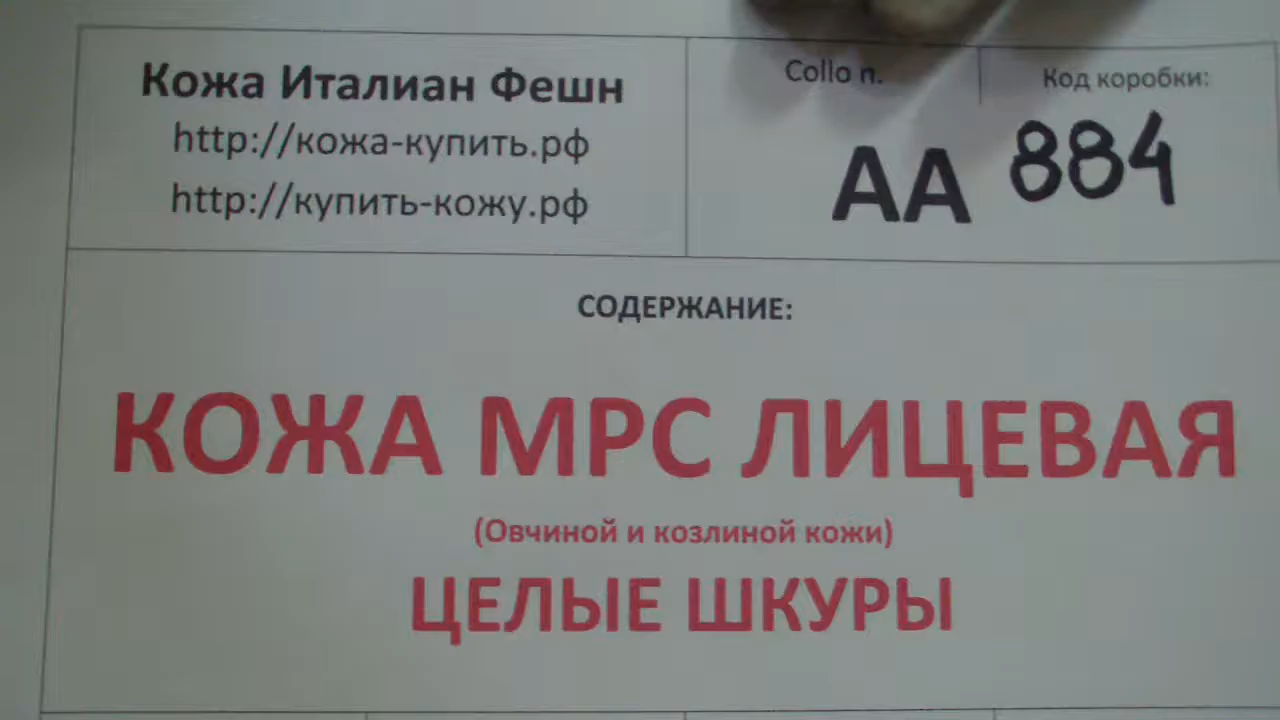 Кожа Италиан Фешн
http://кожа-купить.рф
http://купить-кожу.рф
Collo n.
Код коробки:
АА 884
СОДЕРЖАНИЕ:
КОЖА МРС ЛИЦЕВАЯ
(Овчиной и козлиной кожи)
ЦЕЛЫЕ ШКУРЫ